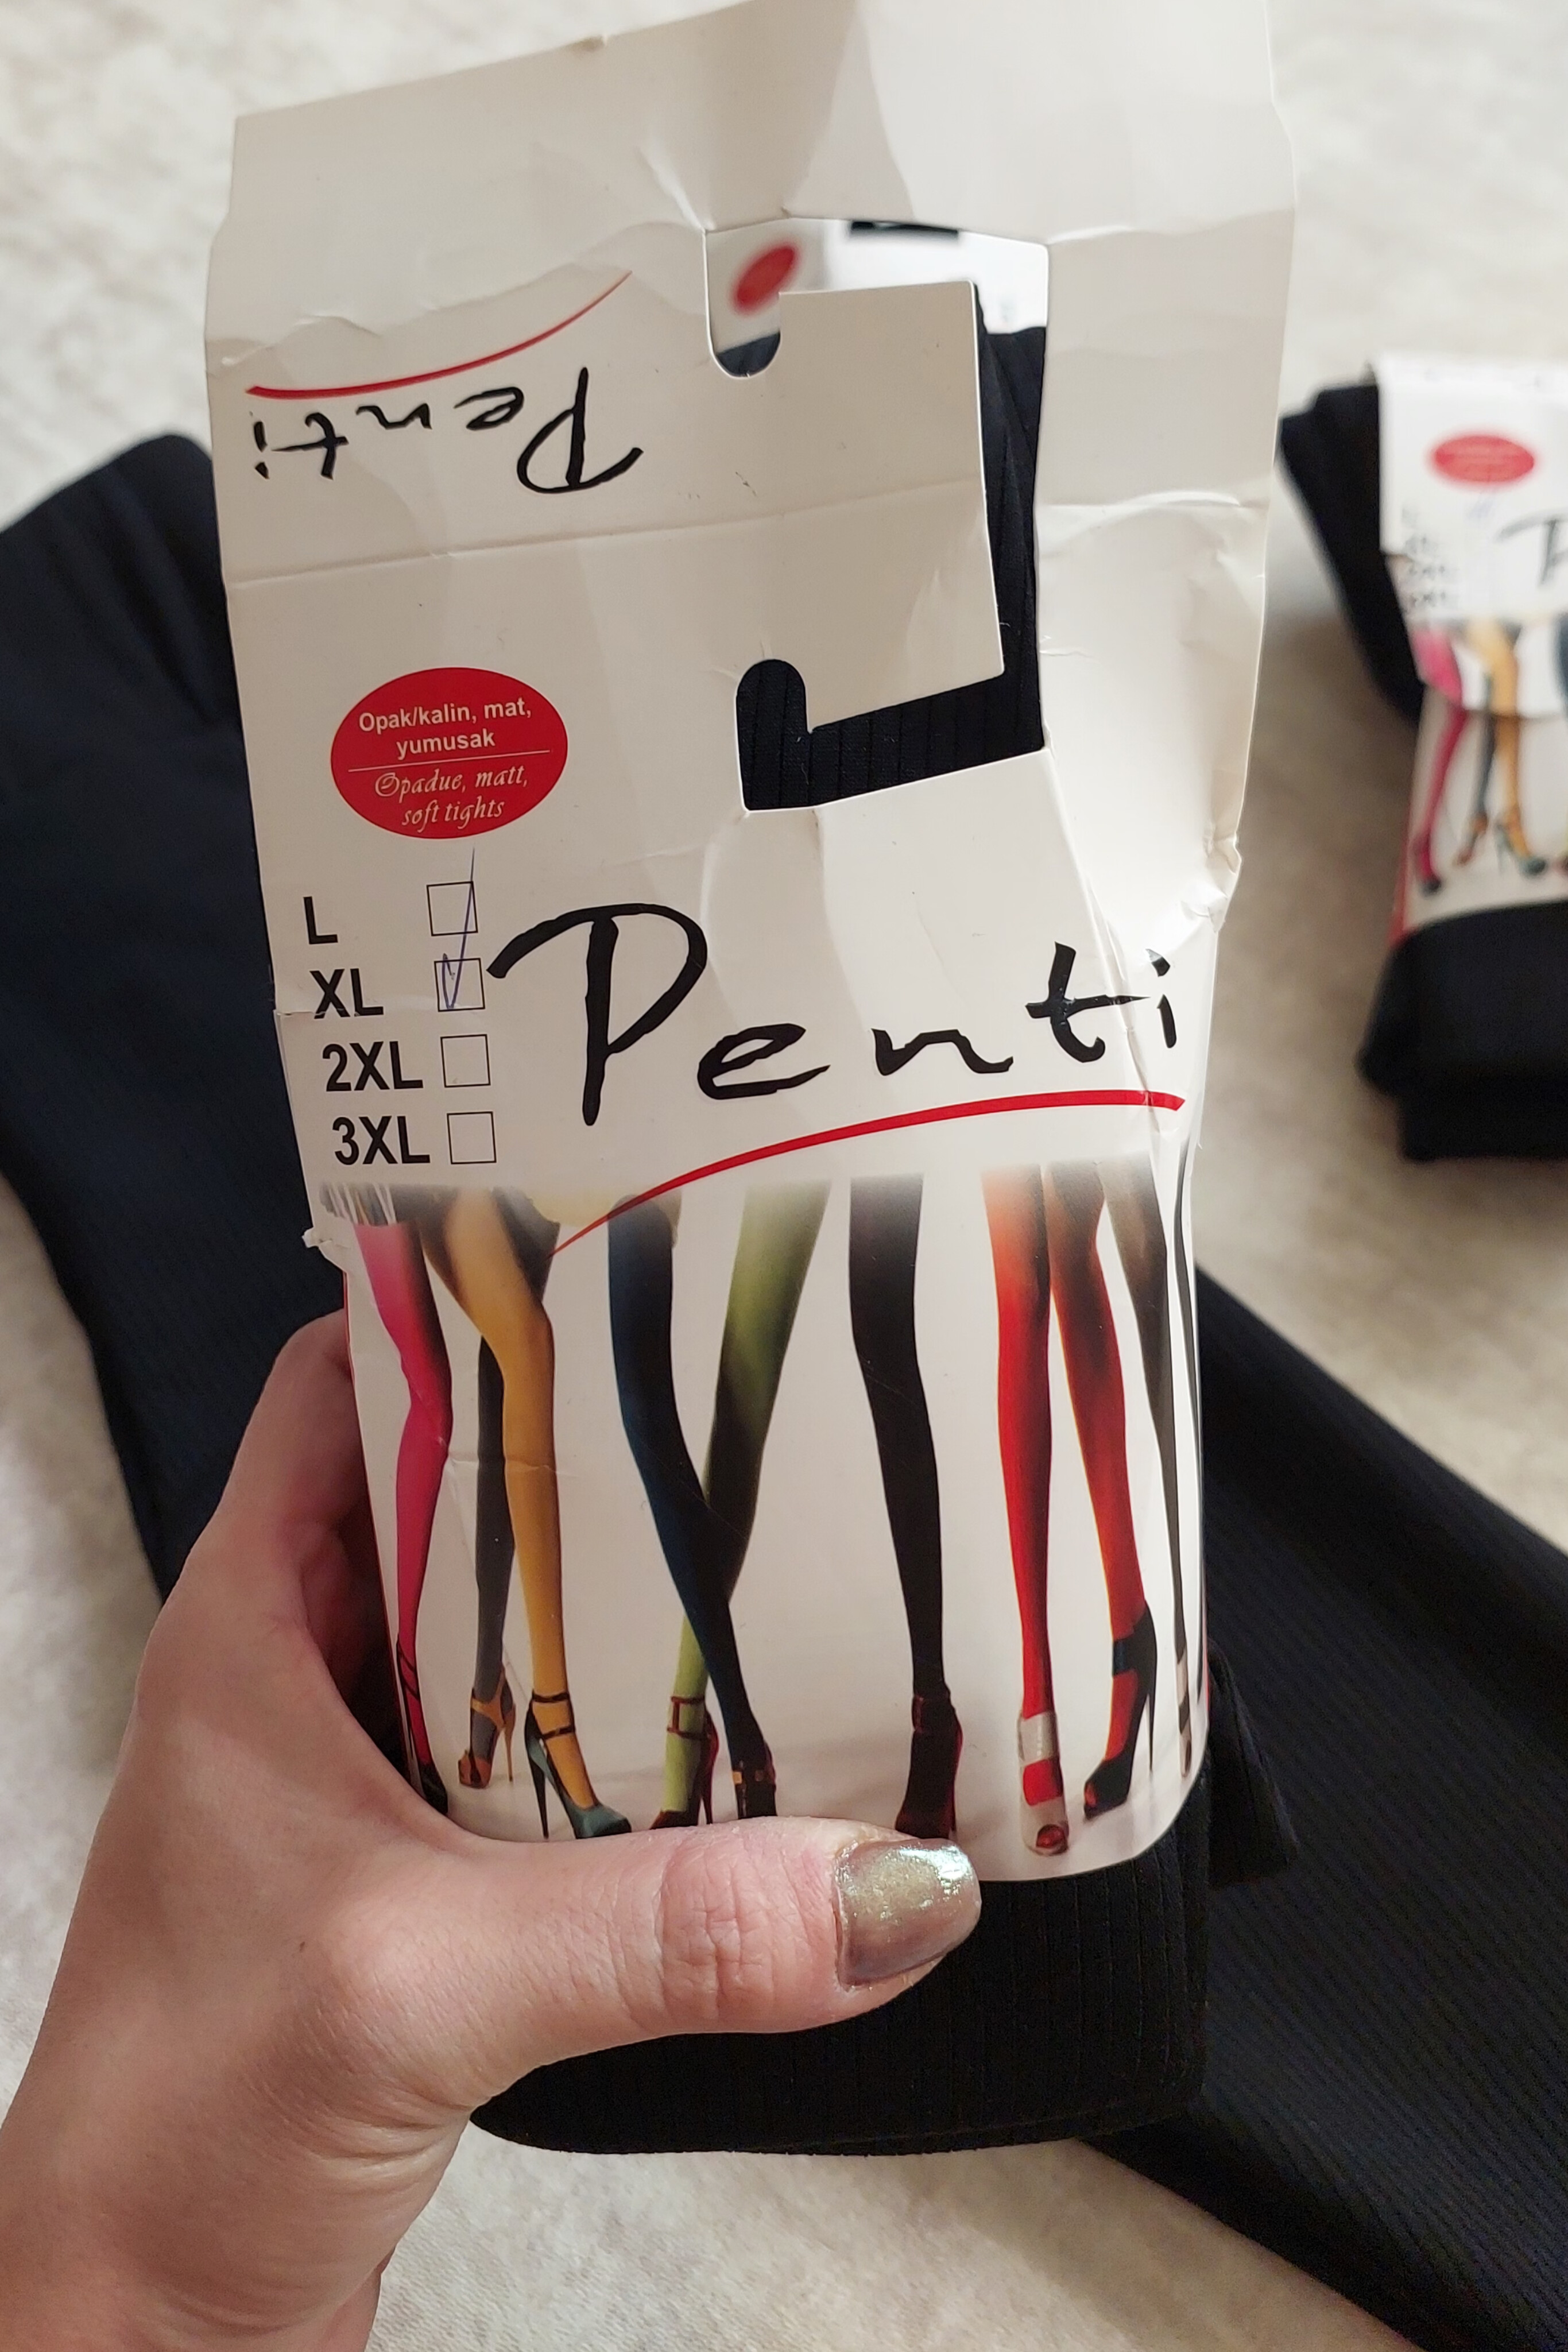 Penti
Opak/kalin, mat,
yumusak
Opadue, matt,
soft tights
L
XL
2XL
3XL
Penti